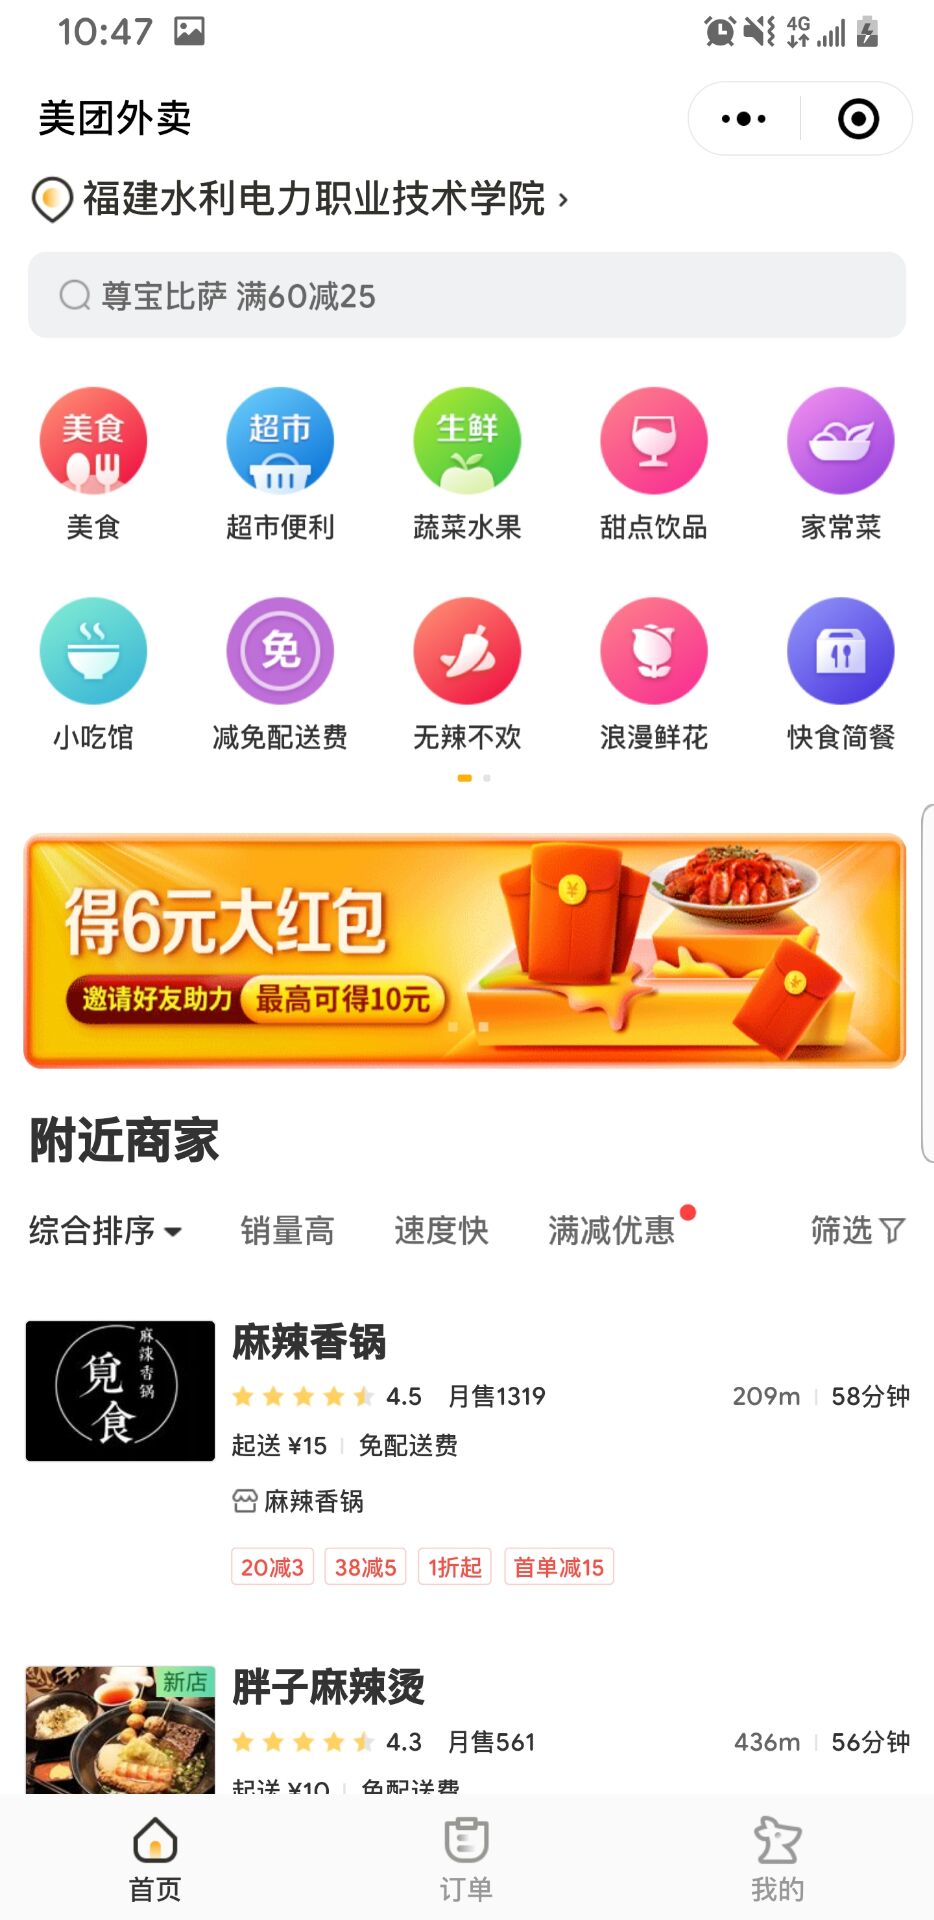 10:47
4G
美团外卖
福建水利电力职业技术学院
尊宝比萨 满60减25
美食 超市 生鲜
美食 超市便利 蔬菜水果 甜点饮品 家常菜
免
小吃馆 减免配送费 无辣不欢 浪漫鲜花 快食简餐
得6元大红包
邀请好友助力 最高可得10元
附近商家
综合排序 销量高 速度快 满减优惠 筛选
觅食 麻辣香锅
麻辣香锅
4.5 月售1319 209m 58分钟
起送 ¥15 免配送费
麻辣香锅
20减3 38减5 1折起 首单减15
新店
胖子麻辣烫
4.3 月售561 436m 56分钟
起送 ¥10 免配送费
首页 订单 我的